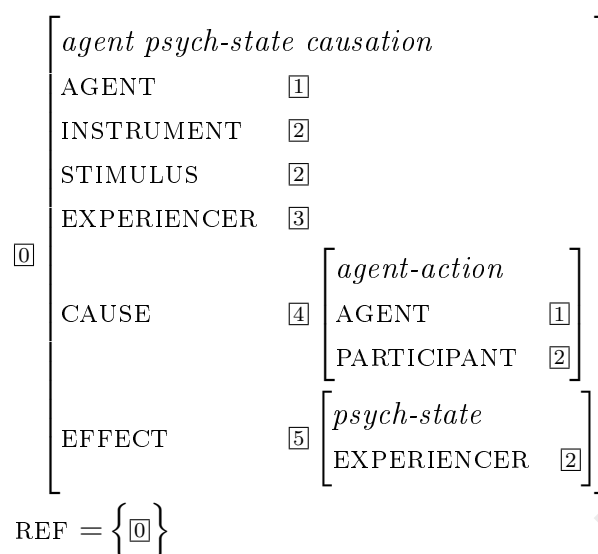 agent psych-state causation
AGENT 1
INSTRUMENT 2
STIMULUS 2
EXPERIENCER 3
0
agent-action
CAUSE 4 AGENT 1
PARTICIPANT 2
psych-state
EFFECT 5
EXPERIENCER 2
REF = {0}